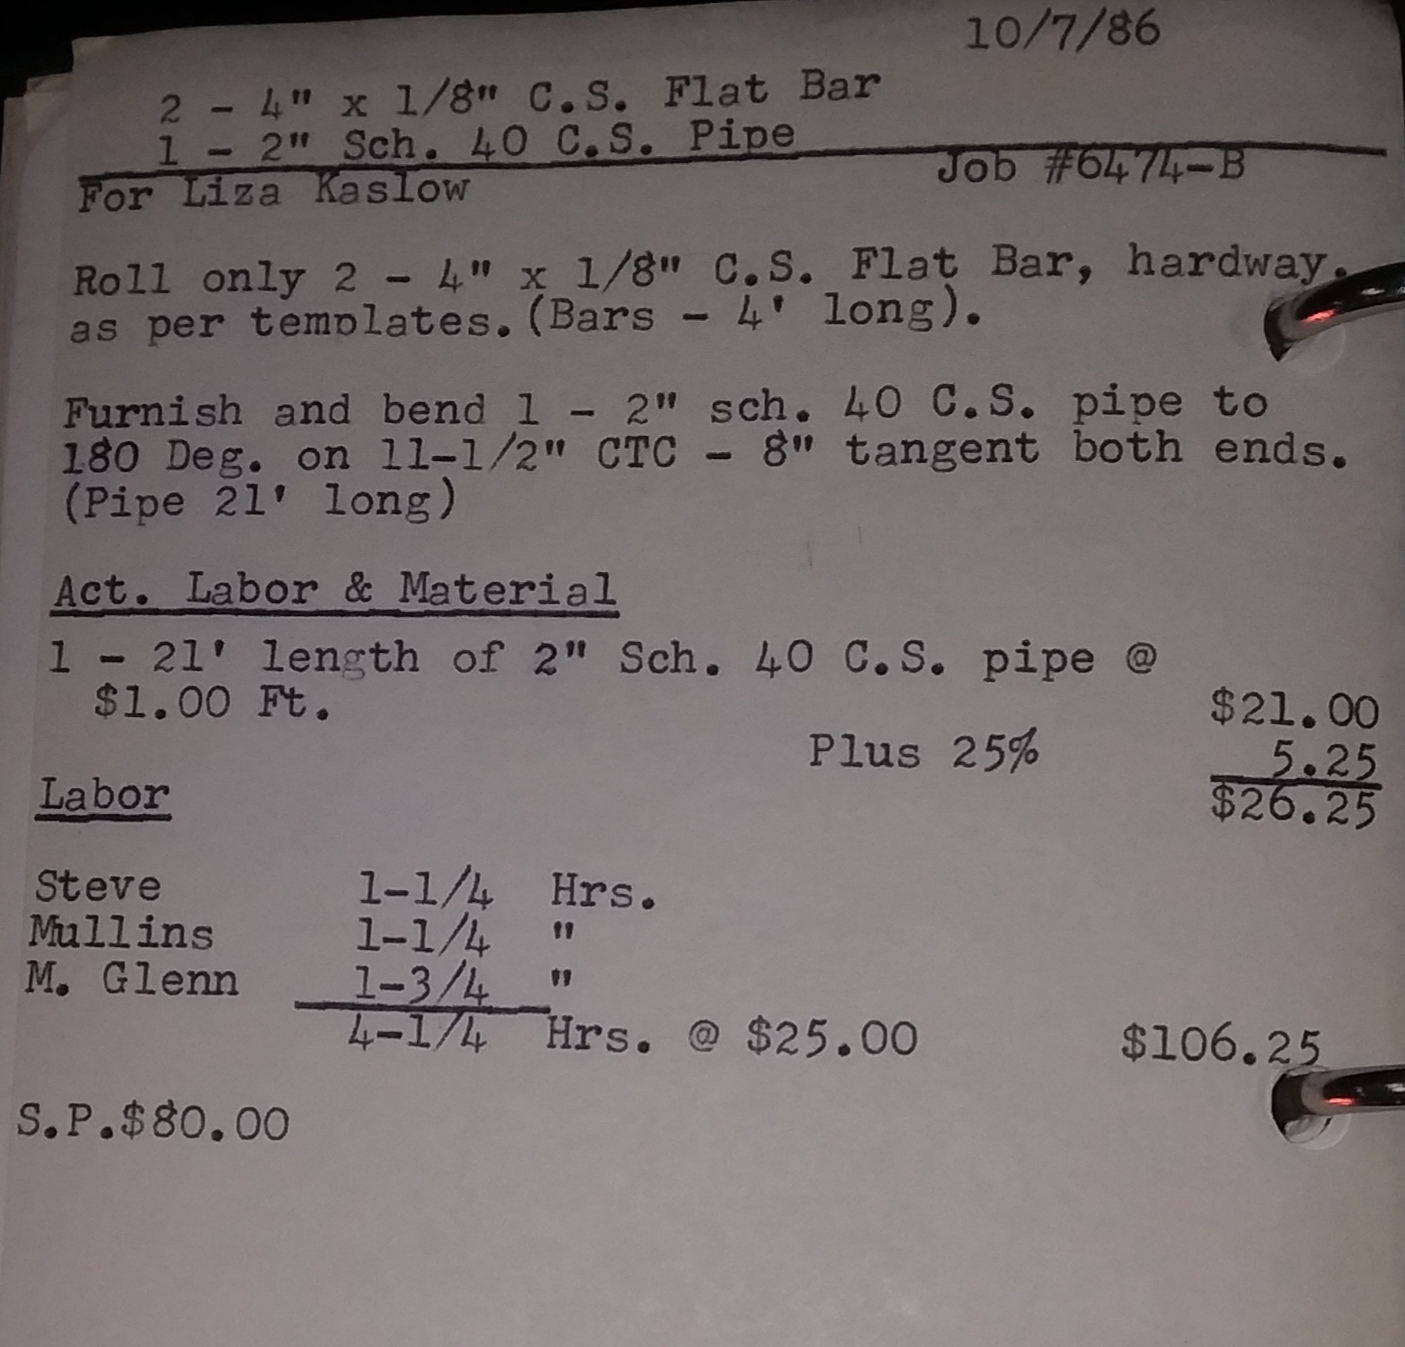 10/7/86
2 - 4" x 1/8" C.S. Flat Bar
1 - 2" Sch. 40 C.S. Pipe
For Liza Kaslow Job #6474-B
Roll only 2 - 4" x 1/8" C.S. Flat Bar, hardway.
as per templates.(Bars - 4' long).
Furnish and bend 1 - 2" sch. 40 C.S. pipe to
180 Deg. on 11-1/2" CTC - 8" tangent both ends.
(Pipe 21' long)
Act. Labor & Material
1 - 21' length of 2" Sch. 40 C.S. pipe @
$1.00 Ft. $21.00
Plus 25% 5.25
$26.25
Labor
Steve 1-1/4 Hrs.
Mullins 1-1/4 "
M. Glenn 1-3/4 "
4-1/4 Hrs. @ $25.00 $106.25
S.P.$80.00